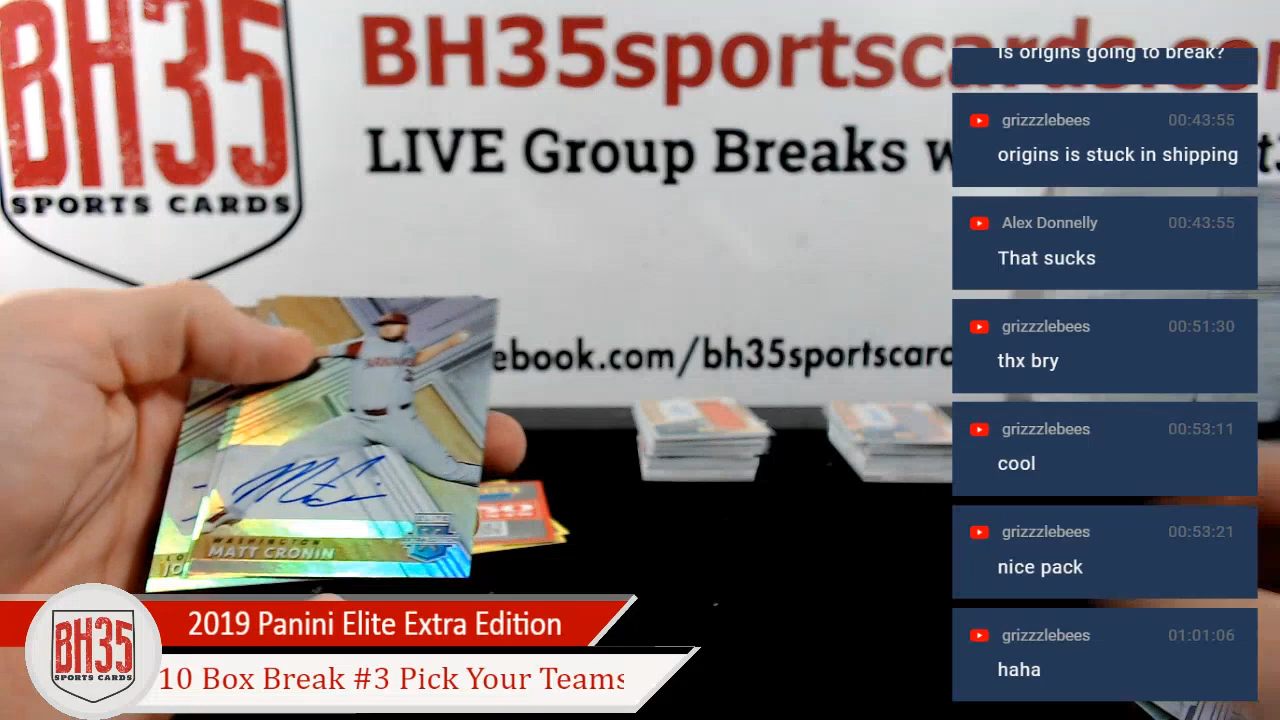 BH35
SPORTS CARDS
BH35sportscards.com
LIVE Group Breaks w
ebook.com/bh35sportscard
Is origins going to break?
grizzzlebees 00:43:55
origins is stuck in shipping
Alex Donnelly 00:43:55
That sucks
grizzzlebees 00:51:30
thx bry
grizzzlebees 00:53:11
cool
grizzzlebees 00:53:21
nice pack
grizzzlebees 01:01:06
haha
WASHINGTON
MATT CRONIN
2019 Panini Elite Extra Edition
10 Box Break #3 Pick Your Teams
BH35
SPORTS CARDS